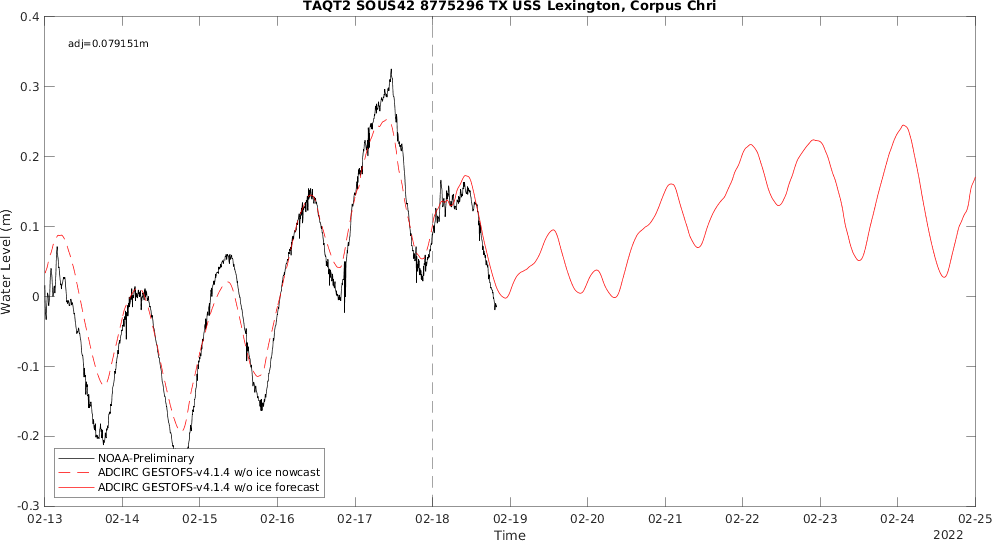 TAQT2 SOUS42 8775296 TX USS Lexington, Corpus Chri
adj=0.079151m
0.4
0.3
0.2
0.1
0
-0.1
-0.2
-0.3
Water Level (m)
NOAA-Preliminary
ADCIRC GESTOFS-v4.1.4 w/o ice nowcast
ADCIRC GESTOFS-v4.1.4 w/o ice forecast
02-13 02-14 02-15 02-16 02-17 02-18 02-19 02-20 02-21 02-22 02-23 02-24 02-25
Time
2022